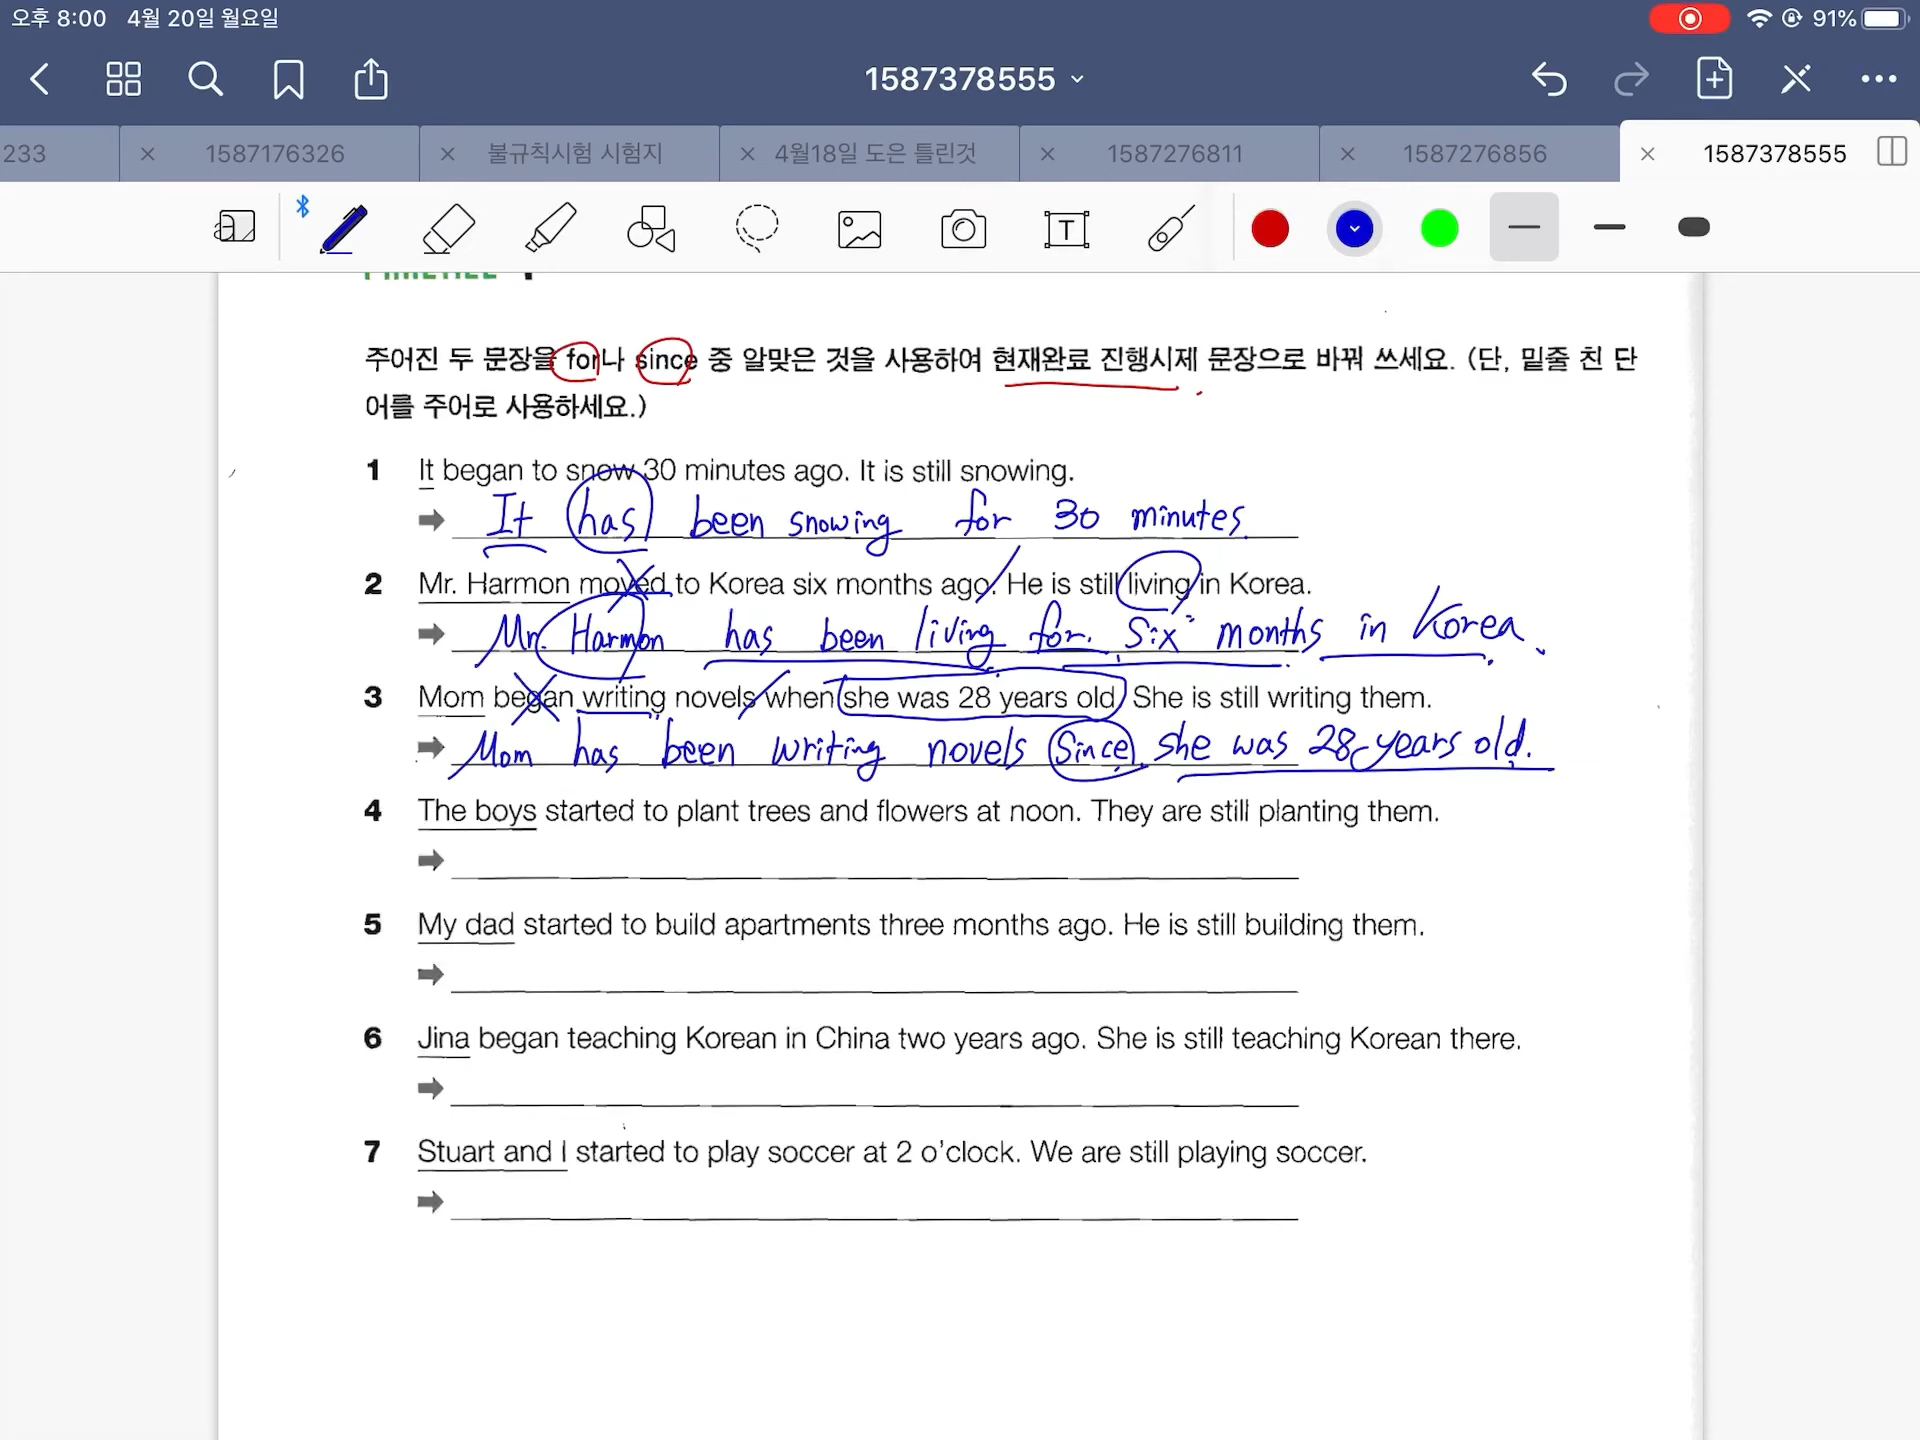 오후 8:00 4월 20일 월요일 91%
1587378555
233 1587176326 불규칙시험 시험지 4월18일 도은 틀린것 1587276811 1587276856 1587378555
주어진 두 문장을 for나 since 중 알맞은 것을 사용하여 현재완료 진행시제 문장으로 바꿔 쓰세요. (단, 밑줄 친 단
어를 주어로 사용하세요.)
1 It began to snow 30 minutes ago. It is still snowing.
It has been snowing for 30 minutes.
2 Mr. Harmon moved to Korea six months ago. He is still living in Korea.
Mr. Harmon has been living for six months in Korea.
3 Mom began writing novels when she was 28 years old. She is still writing them.
Mom has been writing novels since she was 28 years old.
4 The boys started to plant trees and flowers at noon. They are still planting them.
5 My dad started to build apartments three months ago. He is still building them.
6 Jina began teaching Korean in China two years ago. She is still teaching Korean there.
7 Stuart and I started to play soccer at 2 o'clock. We are still playing soccer.